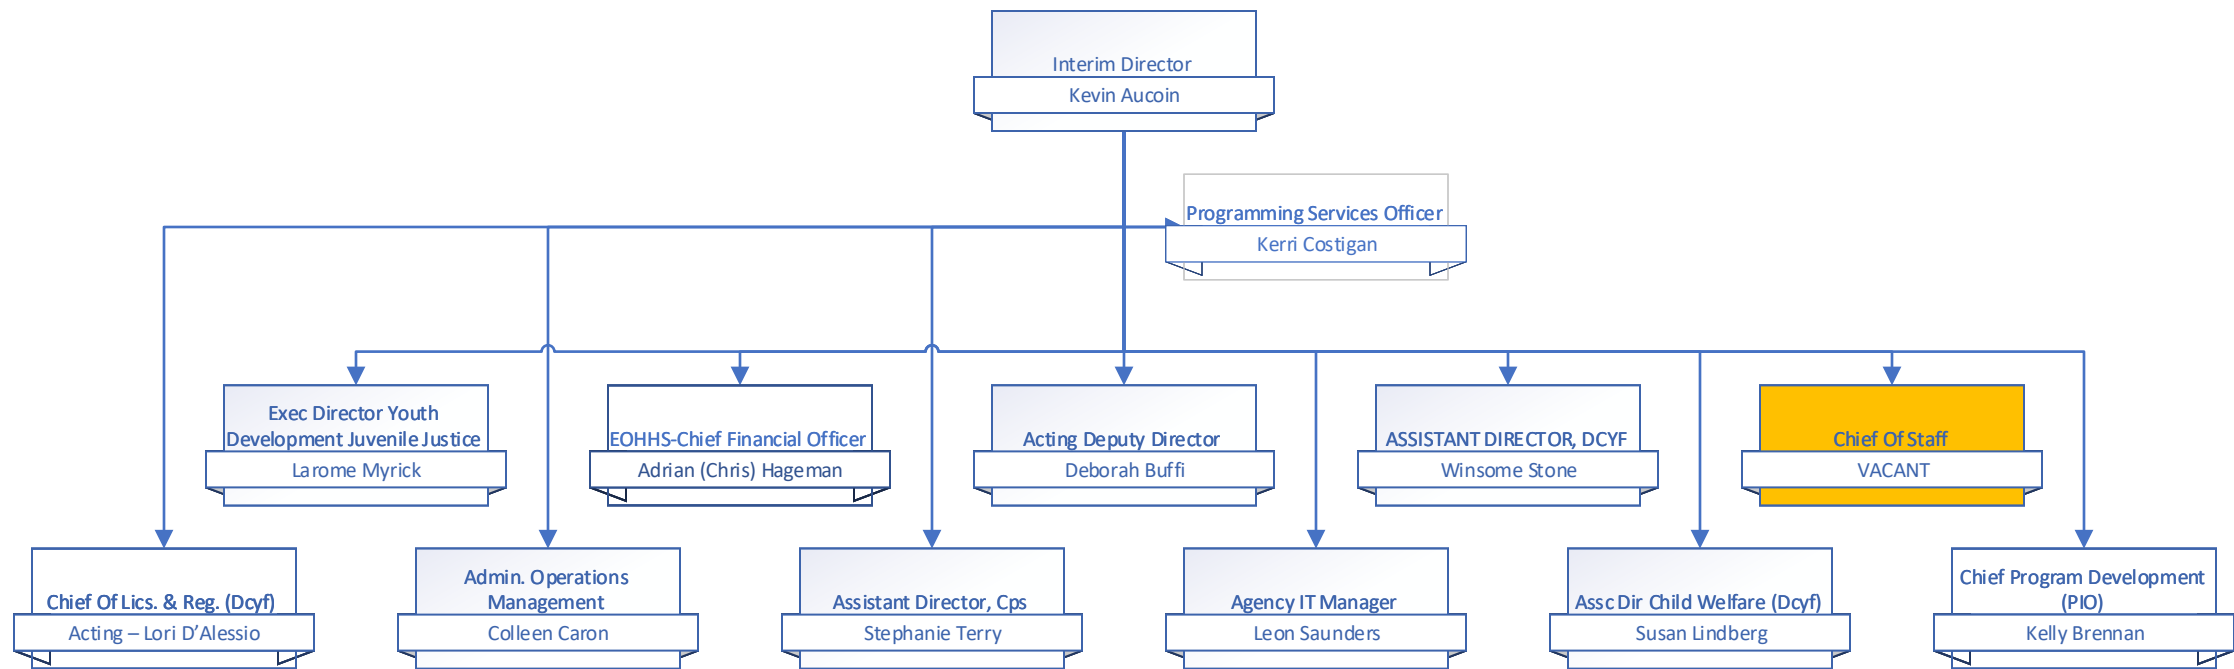 Interim Director
Kevin Aucoin
Programming Services Officer
Kerri Costigan
Exec Director Youth
Development Juvenile Justice
Larome Myrick
EOHHS-Chief Financial Officer
Adrian (Chris) Hageman
Acting Deputy Director
Deborah Buffi
ASSISTANT DIRECTOR, DCYF
Winsome Stone
Chief Of Staff
VACANT
Chief Of Lics. & Reg. (Dcyf)
Acting – Lori D’Alessio
Admin. Operations
Management
Colleen Caron
Assistant Director, Cps
Stephanie Terry
Agency IT Manager
Leon Saunders
Assc Dir Child Welfare (Dcyf)
Susan Lindberg
Chief Program Development
(PIO)
Kelly Brennan